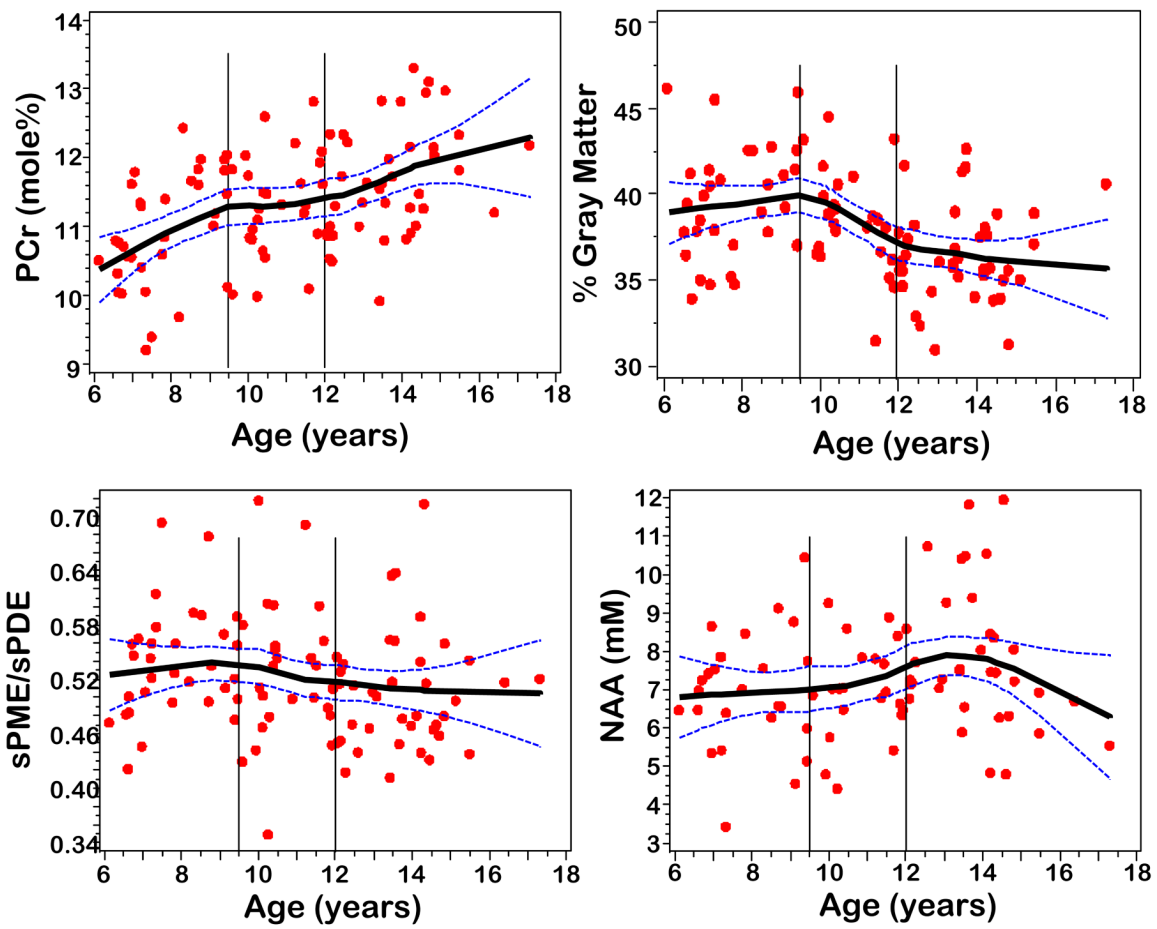 PCr (mole%)
14
13
12
11
10
9
6 8 10 12 14 16 18
Age (years)
% Gray Matter
50
45
40
35
30
6 8 10 12 14 16 18
Age (years)
sPME/sPDE
0.70
0.64
0.58
0.52
0.46
0.40
0.34
6 8 10 12 14 16 18
Age (years)
NAA (mM)
12
11
10
9
8
7
6
5
4
3
6 8 10 12 14 16 18
Age (years)